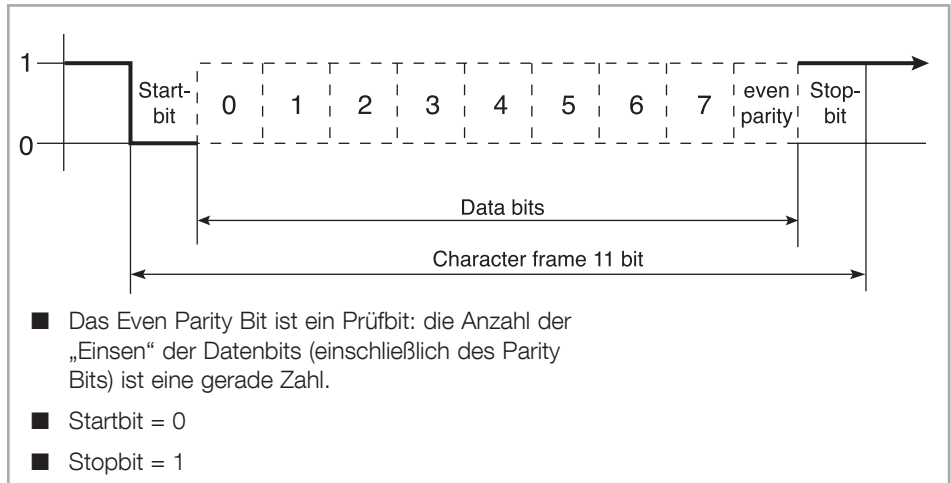 1
Start-
bit
0
1
2
3
4
5
6
7
even
parity
Stop-
bit
0
Data bits
Character frame 11 bit
■ Das Even Parity Bit ist ein Prüfbit: die Anzahl der
„Einsen“ der Datenbits (einschließlich des Parity
Bits) ist eine gerade Zahl.
■ Startbit = 0
■ Stopbit = 1